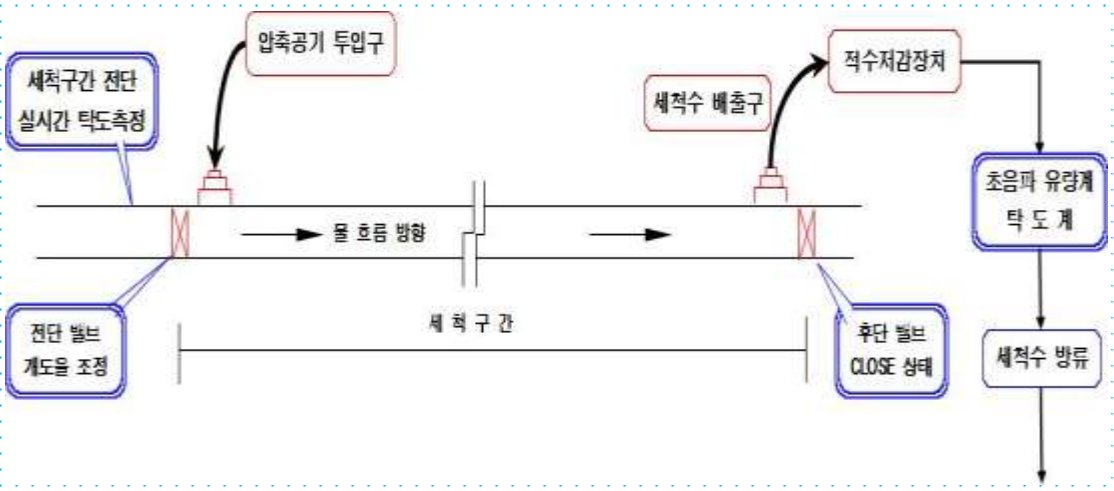 압축공기 투입구
세척구간 전단
실시간 탁도측정
세척수 배출구
적수저감장치
초음파 유량계
탁 도 계
물 흐름 방향
세 척 구 간
전단 밸브
개도율 조정
후단 밸브
CLOSE 상태
세척수 방류